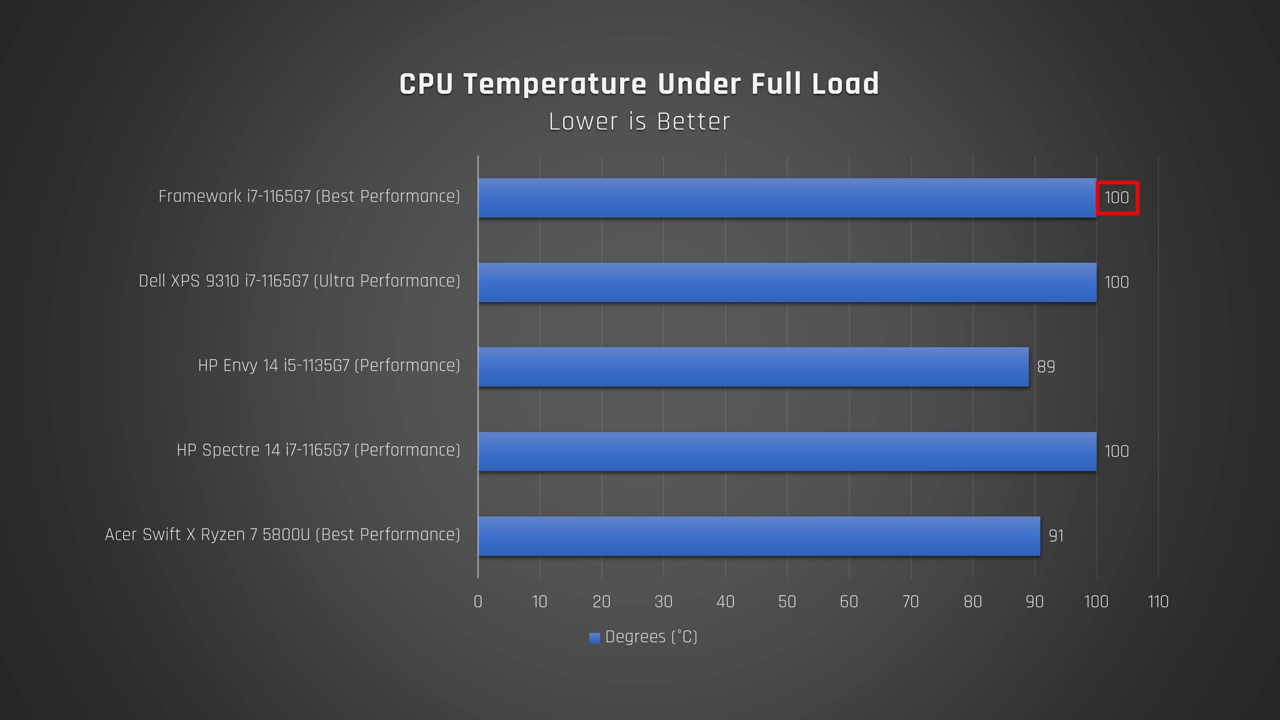 CPU Temperature Under Full Load
Lower is Better
Framework i7-1165G7 (Best Performance) 100
Dell XPS 9310 i7-1165G7 (Ultra Performance) 100
HP Envy 14 i5-1135G7 (Performance) 89
HP Spectre 14 i7-1165G7 (Performance) 100
Acer Swift X Ryzen 7 5800U (Best Performance) 91
0 10 20 30 40 50 60 70 80 90 100 110
Degrees (°C)